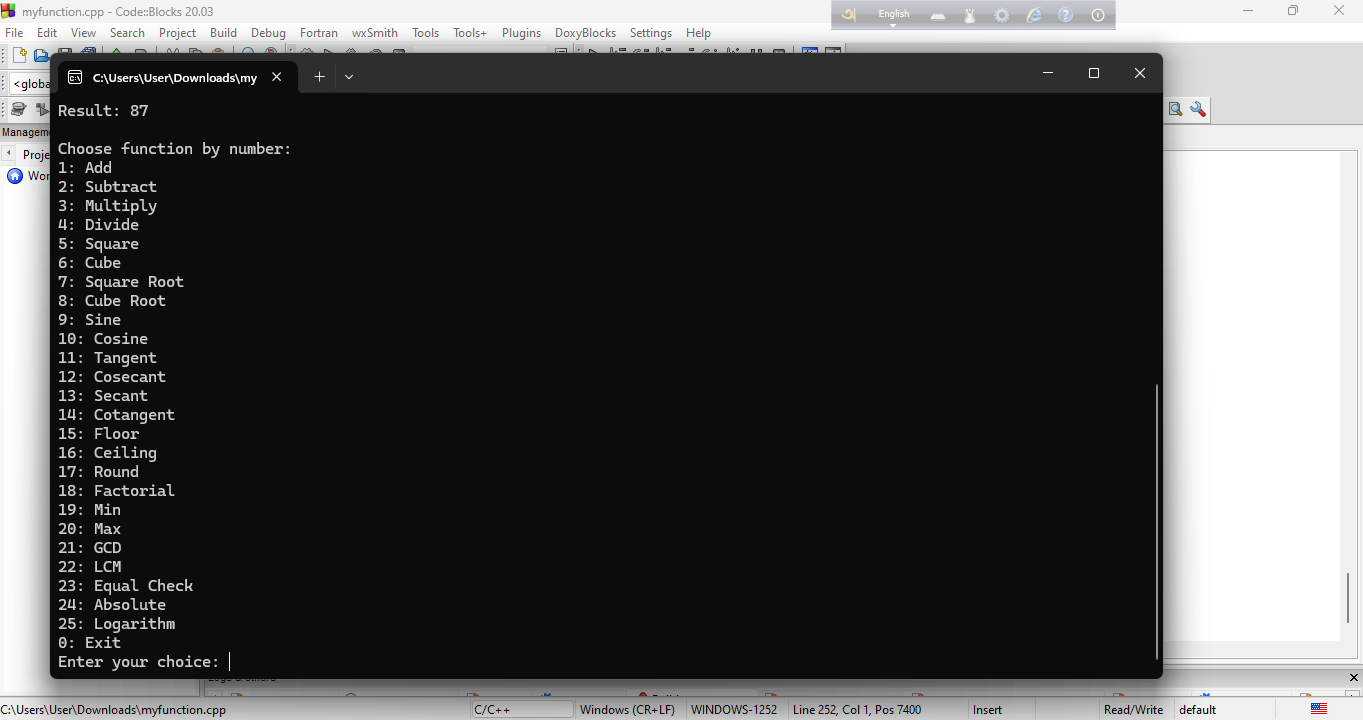 myfunction.cpp - Code::Blocks 20.03
English
File Edit View Search Project Build Debug Fortran wxSmith Tools Tools+ Plugins DoxyBlocks Settings Help
C:\Users\User\Downloads\my
<globa
Result: 87
Managem
Choose function by number:
Proje
1: Add
Wor
2: Subtract
3: Multiply
4: Divide
5: Square
6: Cube
7: Square Root
8: Cube Root
9: Sine
10: Cosine
11: Tangent
12: Cosecant
13: Secant
14: Cotangent
15: Floor
16: Ceiling
17: Round
18: Factorial
19: Min
20: Max
21: GCD
22: LCM
23: Equal Check
24: Absolute
25: Logarithm
0: Exit
Enter your choice:
C:\Users\User\Downloads\myfunction.cpp C/C++ Windows (CR+LF) WINDOWS-1252 Line 252, Col 1, Pos 7400 Insert Read/Write default